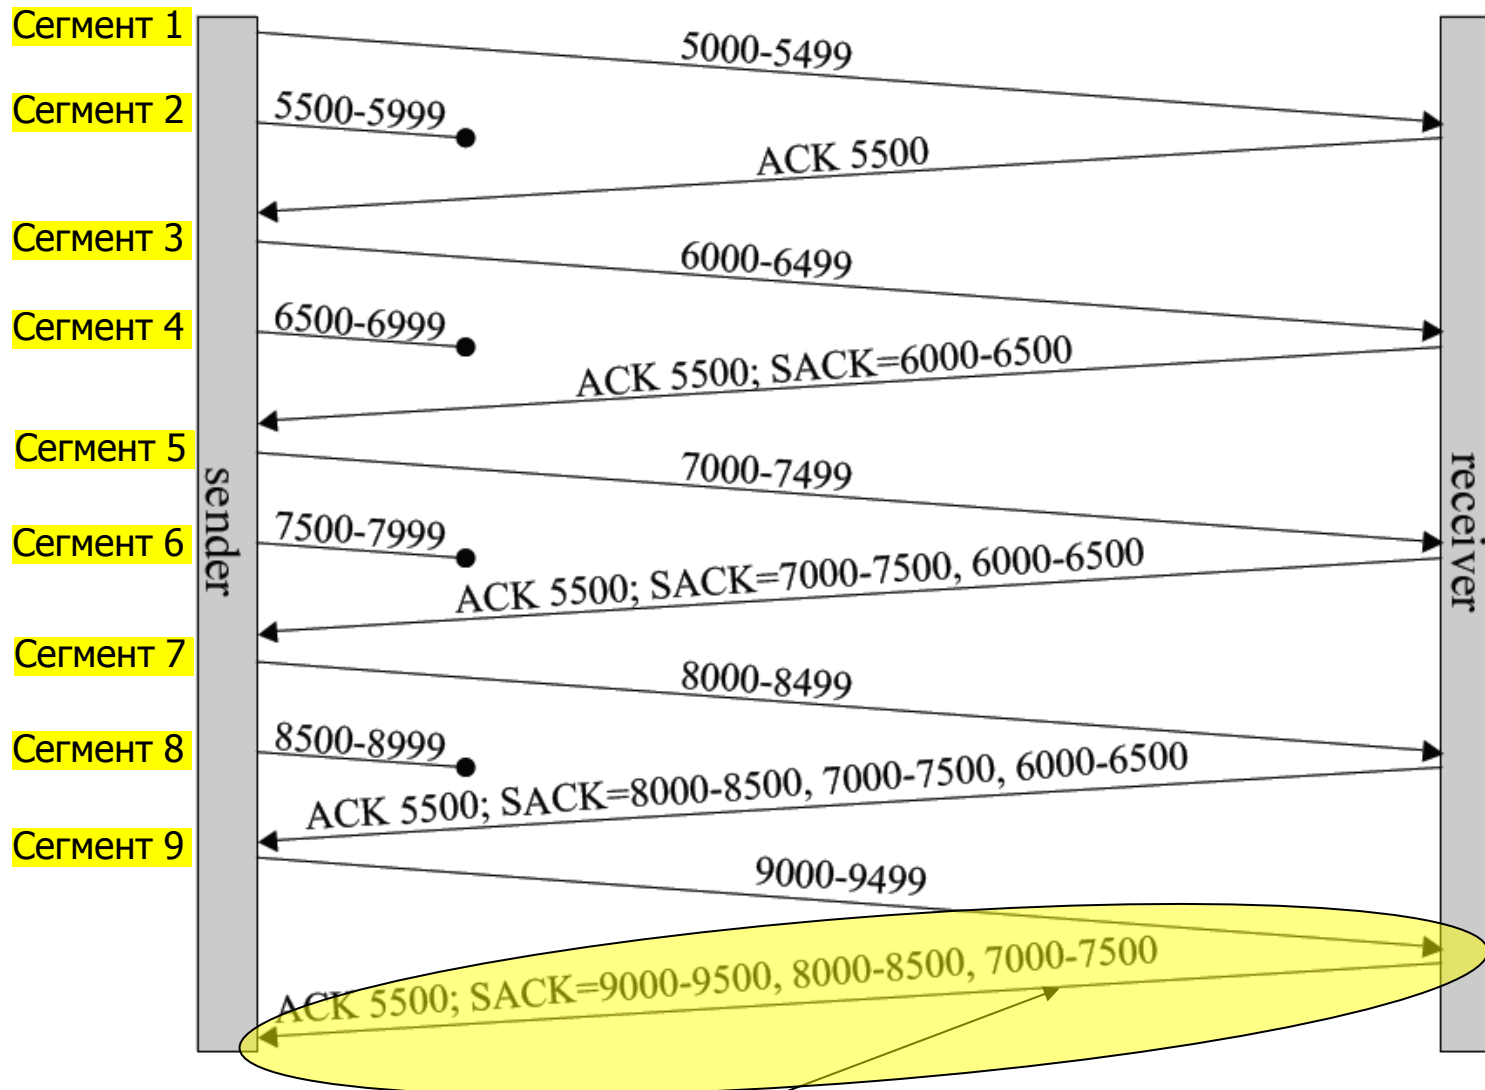 Сегмент 1
5000-5499
Сегмент 2
5500-5999
ACK 5500
Сегмент 3
6000-6499
Сегмент 4
6500-6999
ACK 5500; SACK=6000-6500
Сегмент 5
7000-7499
sender
receiver
Сегмент 6
7500-7999
ACK 5500; SACK=7000-7500, 6000-6500
Сегмент 7
8000-8499
Сегмент 8
8500-8999
ACK 5500; SACK=8000-8500, 7000-7500, 6000-6500
Сегмент 9
9000-9499
ACK 5500; SACK=9000-9500, 8000-8500, 7000-7500